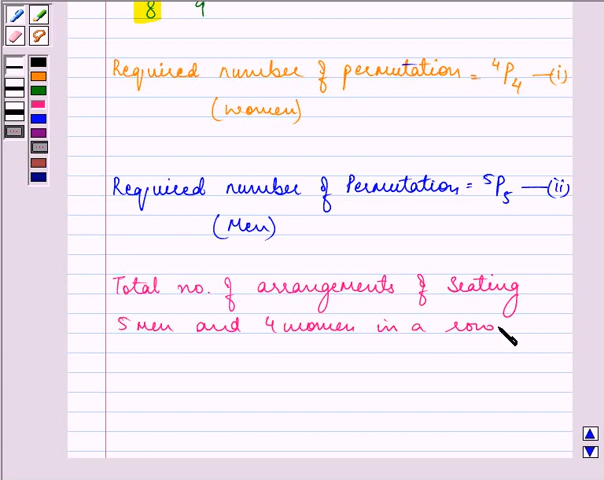 8 9
Required number of permutation = ⁴P₄ —(i)
(women)
Required number of Permutation = ⁵P₅ —(ii)
(Men)
Total no. of arrangements of Seating
5 Men and 4 women in a row